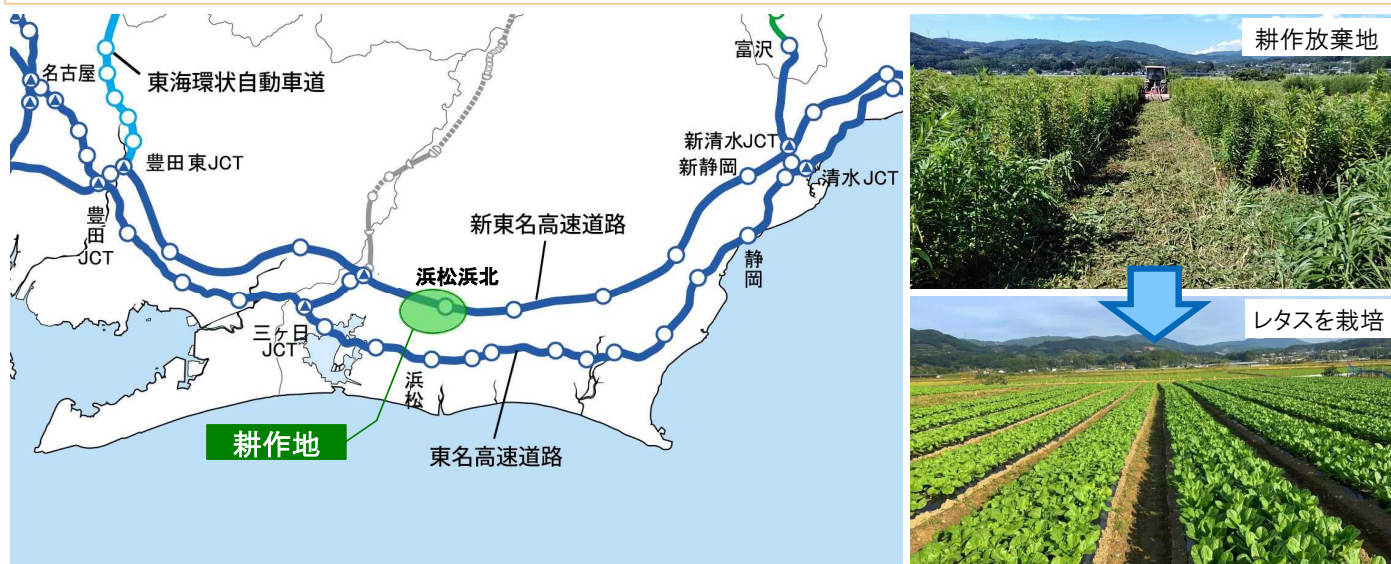 名古屋
東海環状自動車道
豊田東JCT
豊田
JCT
三ヶ日
JCT
浜松浜北
新東名高速道路
浜松
東名高速道路
耕作地
富沢
新清水JCT
新静岡
清水JCT
静岡
耕作放棄地
レタスを栽培